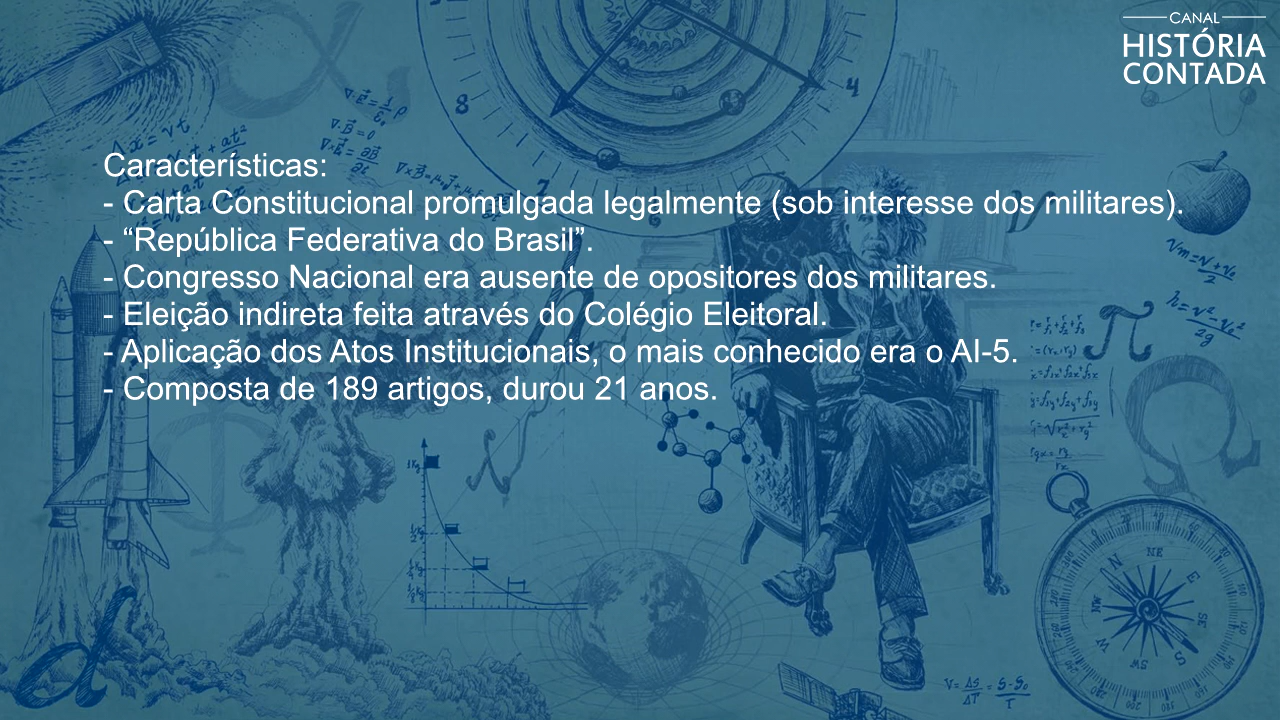 CANAL
HISTÓRIA
CONTADA
Características:
- Carta Constitucional promulgada legalmente (sob interesse dos militares).
- “República Federativa do Brasil”.
- Congresso Nacional era ausente de opositores dos militares.
- Eleição indireta feita através do Colégio Eleitoral.
- Aplicação dos Atos Institucionais, o mais conhecido era o AI-5.
- Composta de 189 artigos, durou 21 anos.